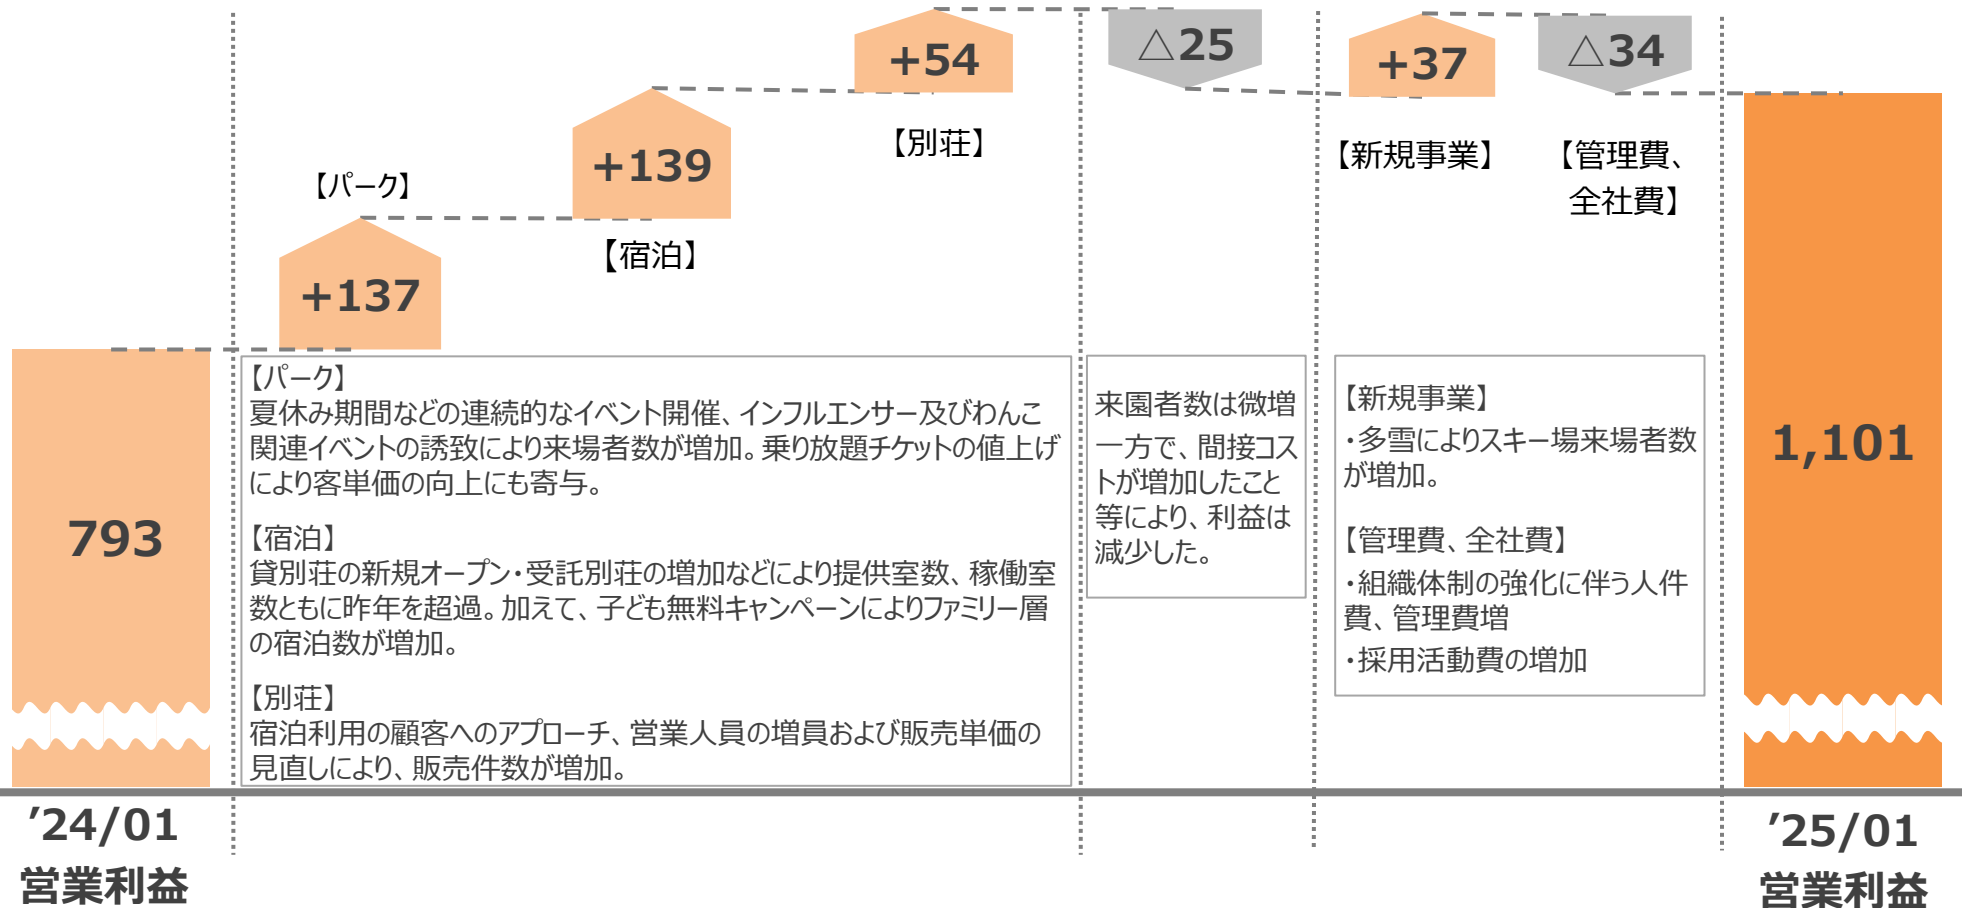 793
'24/01
営業利益
【パーク】
+137
+139
【宿泊】
+54
【別荘】
【パーク】
夏休み期間などの連続的なイベント開催、インフルエンサー及びわんこ
関連イベントの誘致により来場者数が増加。乗り放題チケットの値上げ
により客単価の向上にも寄与。
【宿泊】
貸別荘の新規オープン・受託別荘の増加などにより提供室数、稼働室
数ともに昨年を超過。加えて、子ども無料キャンペーンによりファミリー層
の宿泊数が増加。
【別荘】
宿泊利用の顧客へのアプローチ、営業人員の増員および販売単価の
見直しにより、販売件数が増加。
△25
来園者数は微増
一方で、間接コス
トが増加したこと
等により、利益は
減少した。
+37
【新規事業】
△34
【管理費、
全社費】
【新規事業】
・多雪によりスキー場来場者数
が増加。
【管理費、全社費】
・組織体制の強化に伴う人件
費、管理費増
・採用活動費の増加
1,101
'25/01
営業利益